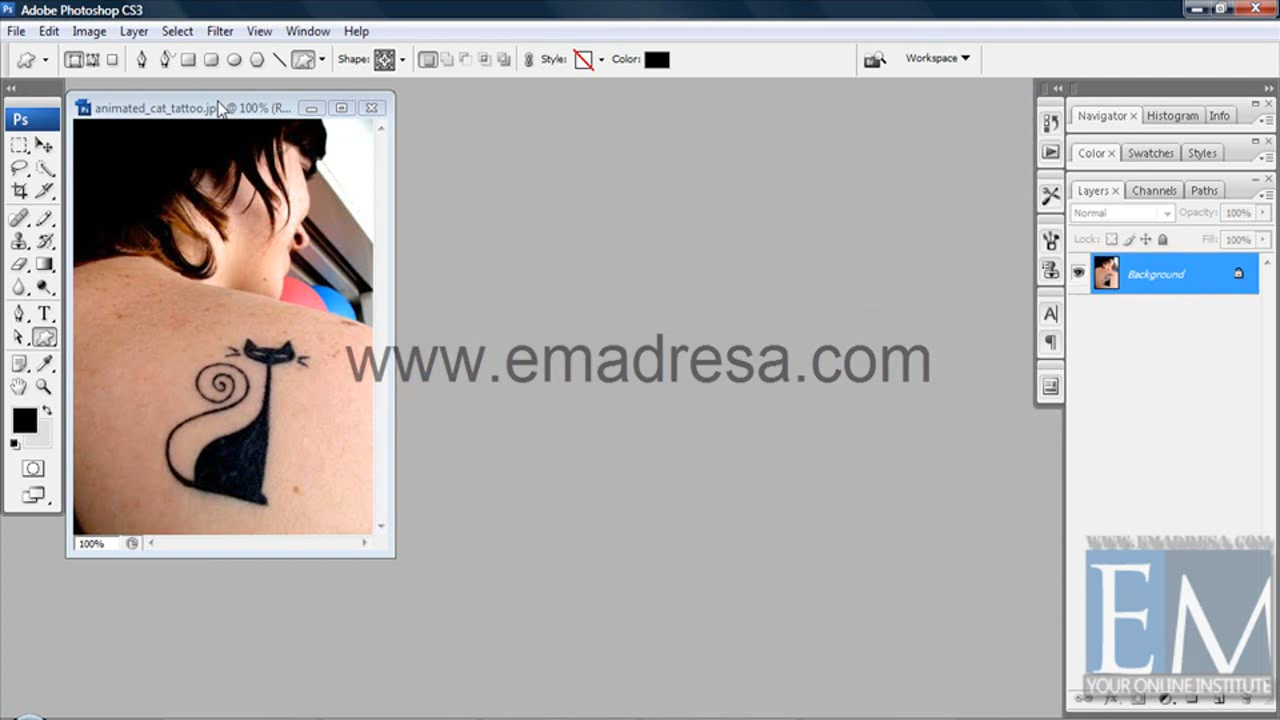 Adobe Photoshop CS3
File Edit Image Layer Select Filter View Window Help
Shape: Style: Color: Workspace
animated_cat_tattoo.jp @ 100% (R...
Ps
Navigator Histogram Info
Color Swatches Styles
Layers Channels Paths
Normal Opacity: 100%
Lock: Fill: 100%
Background
www.emadresa.com
100%
WWW.EMADRESA.COM
EM
YOUR ONLINE INSTITUTE